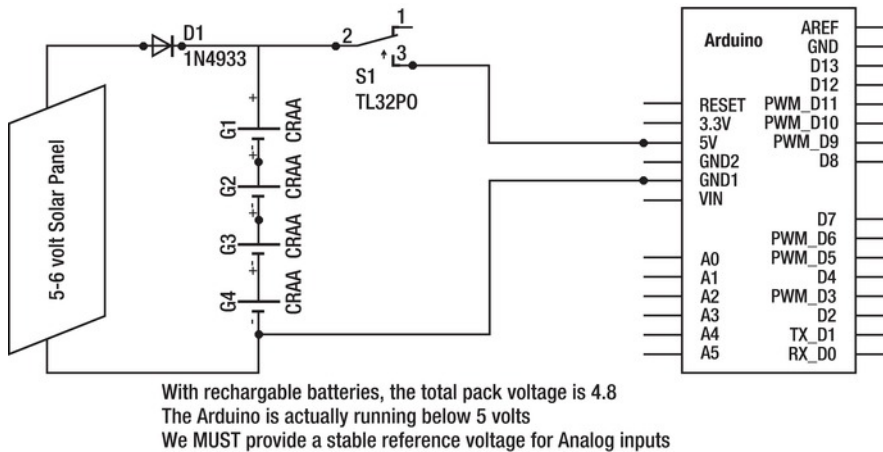 D1
1N4933
2
1
3
S1
TL32PO
5-6 volt Solar Panel
+
G1
CRAA
-
+
G2
CRAA
-
+
G3
CRAA
-
+
G4
CRAA
-
Arduino
RESET
3.3V
5V
GND2
GND1
VIN
A0
A1
A2
A3
A4
A5
AREF
GND
D13
D12
PWM_D11
PWM_D10
PWM_D9
D8
D7
PWM_D6
PWM_D5
D4
PWM_D3
D2
TX_D1
RX_D0
With rechargable batteries, the total pack voltage is 4.8
The Arduino is actually running below 5 volts
We MUST provide a stable reference voltage for Analog inputs